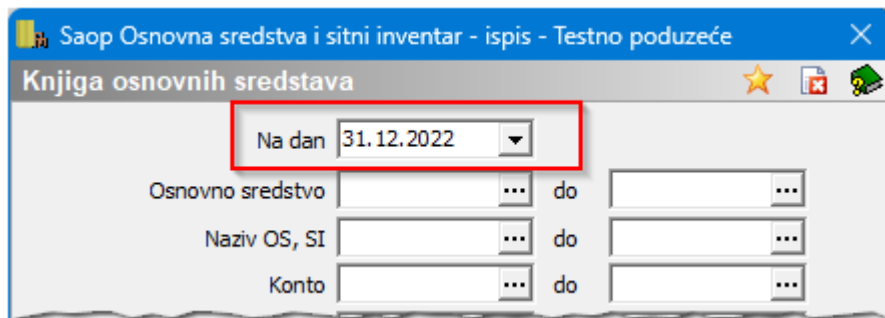 Saop Osnovna sredstva i sitni inventar - ispis - Testno poduzeće
Knjiga osnovnih sredstava
Na dan 31.12.2022
Osnovno sredstvo ... do ...
Naziv OS, SI ... do ...
Konto ... do ...